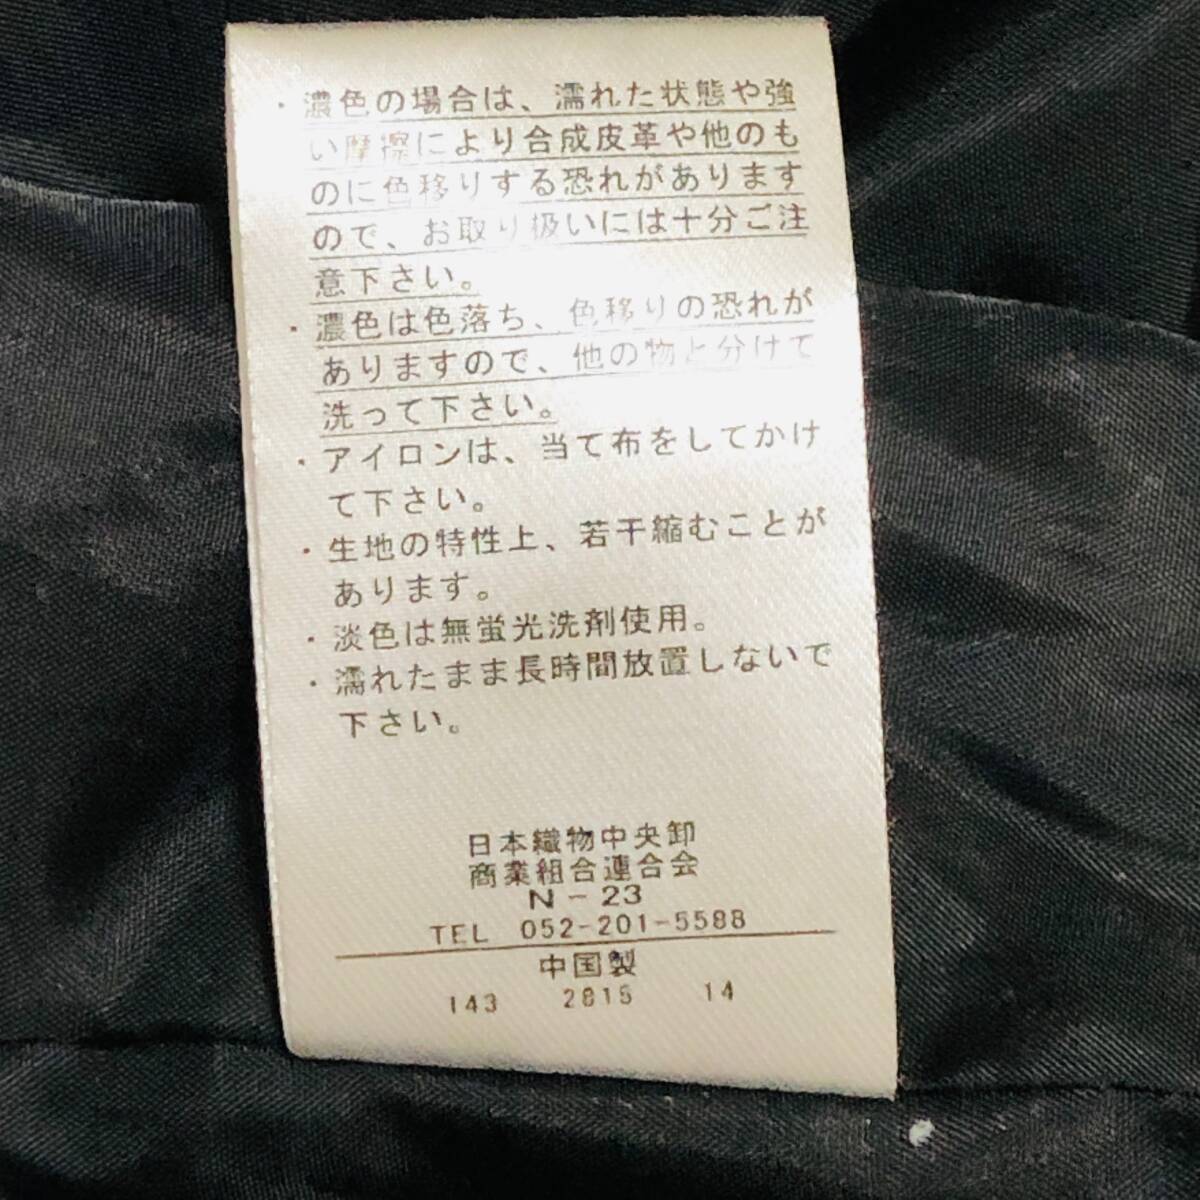 ・濃色の場合は、濡れた状態や強
い摩擦により合成皮革や他のも
のに色移りする恐れがあります
ので、お取り扱いには十分ご注
意下さい。
・濃色は色落ち、色移りの恐れが
ありますので、他の物と分けて
洗って下さい。
・アイロンは、当て布をしてかけ
て下さい。
・生地の特性上、若干縮むことが
あります。
・淡色は無蛍光洗剤使用。
・濡れたまま長時間放置しないで
下さい。
日本織物中央卸
商業組合連合会
N-23
TEL 052-201-5588
中国製
143 2815 14